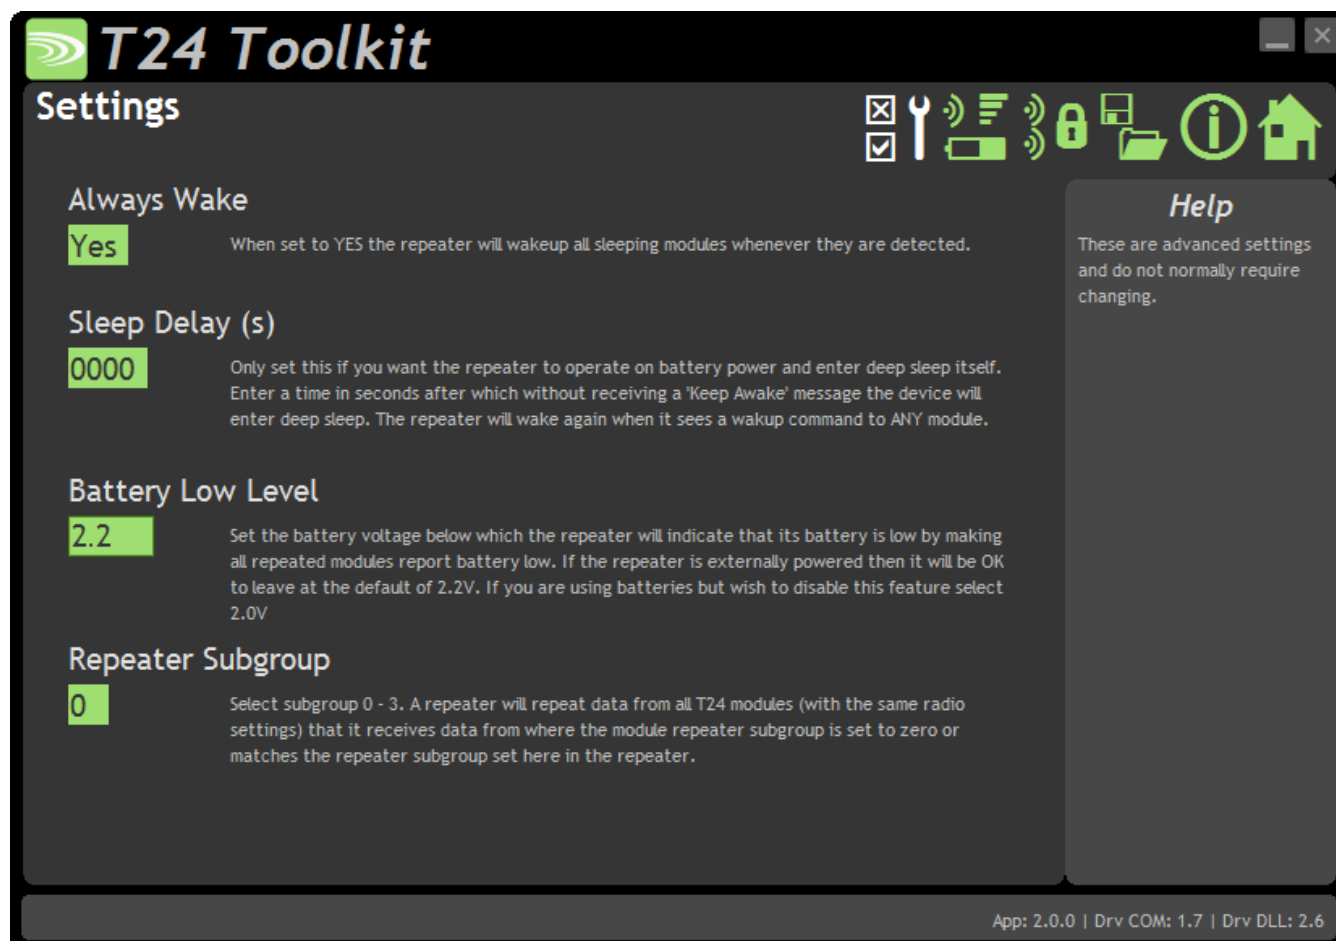 T24 Toolkit
Settings
Always Wake
Yes
When set to YES the repeater will wakeup all sleeping modules whenever they are detected.
Sleep Delay (s)
0000
Only set this if you want the repeater to operate on battery power and enter deep sleep itself.
Enter a time in seconds after which without receiving a 'Keep Awake' message the device will
enter deep sleep. The repeater will wake again when it sees a wakup command to ANY module.
Battery Low Level
2.2
Set the battery voltage below which the repeater will indicate that its battery is low by making
all repeated modules report battery low. If the repeater is externally powered then it will be OK
to leave at the default of 2.2V. If you are using batteries but wish to disable this feature select
2.0V
Repeater Subgroup
0
Select subgroup 0 - 3. A repeater will repeat data from all T24 modules (with the same radio
settings) that it receives data from where the module repeater subgroup is set to zero or
matches the repeater subgroup set here in the repeater.
Help
These are advanced settings
and do not normally require
changing.
App: 2.0.0 | Drv COM: 1.7 | Drv DLL: 2.6